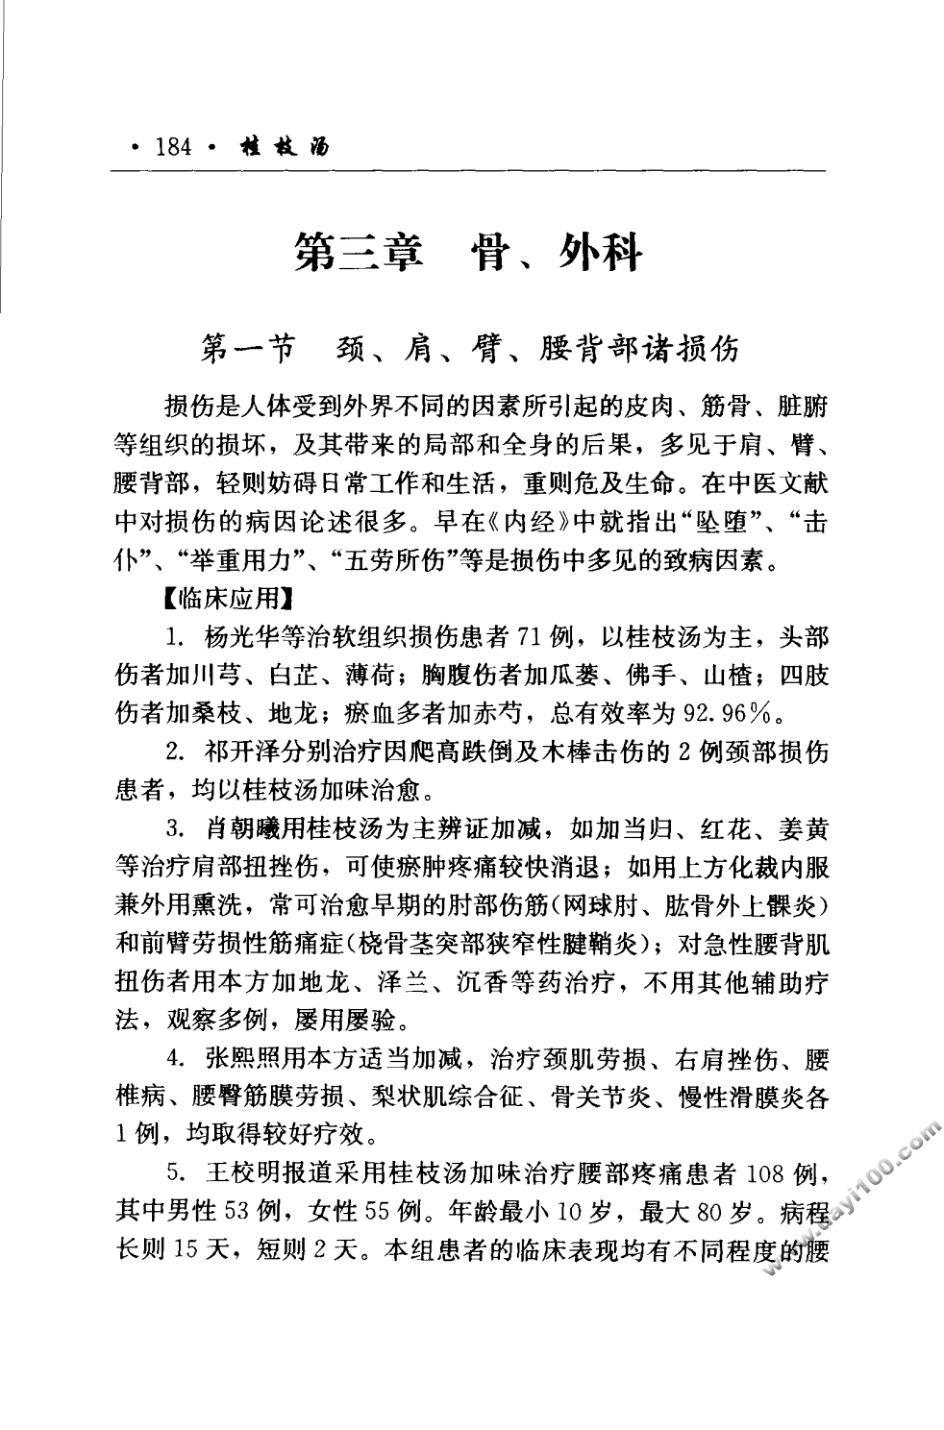 · 184 · 桂枝汤
第三章 骨、外科
第一节 颈、肩、臂、腰背部诸损伤
损伤是人体受到外界不同的因素所引起的皮肉、筋骨、脏腑
等组织的损坏，及其带来的局部和全身的后果，多见于肩、臂、
腰背部，轻则妨碍日常工作和生活，重则危及生命。在中医文献
中对损伤的病因论述很多。早在《内经》中就指出“坠堕”、“击
仆”、“举重用力”、“五劳所伤”等是损伤中多见的致病因素。
【临床应用】
1. 杨光华等治软组织损伤患者 71 例，以桂枝汤为主，头部
伤者加川芎、白芷、薄荷；胸腹伤者加瓜蒌、佛手、山楂；四肢
伤者加桑枝、地龙；瘀血多者加赤芍，总有效率为 92.96%。
2. 祁开泽分别治疗因爬高跌倒及木棒击伤的 2 例颈部损伤
患者，均以桂枝汤加味治愈。
3. 肖朝曦用桂枝汤为主辨证加减，如加当归、红花、姜黄
等治疗肩部扭挫伤，可使瘀肿疼痛较快消退；如用上方化裁内服
兼外用熏洗，常可治愈早期的肘部伤筋(网球肘、肱骨外上髁炎)
和前臂劳损性筋痛症(桡骨茎突部狭窄性腱鞘炎)；对急性腰背肌
扭伤者用本方加地龙、泽兰、沉香等药治疗，不用其他辅助疗
法，观察多例，屡用屡验。
4. 张熙照用本方适当加减，治疗颈肌劳损、右肩挫伤、腰
椎病、腰臀筋膜劳损、梨状肌综合征、骨关节炎、慢性滑膜炎各
1 例，均取得较好疗效。
5. 王校明报道采用桂枝汤加味治疗腰部疼痛患者 108 例，
其中男性 53 例，女性 55 例。年龄最小 10 岁，最大 80 岁。病程
长则 15 天，短则 2 天。本组患者的临床表现均有不同程度的腰
www.dayi100.com